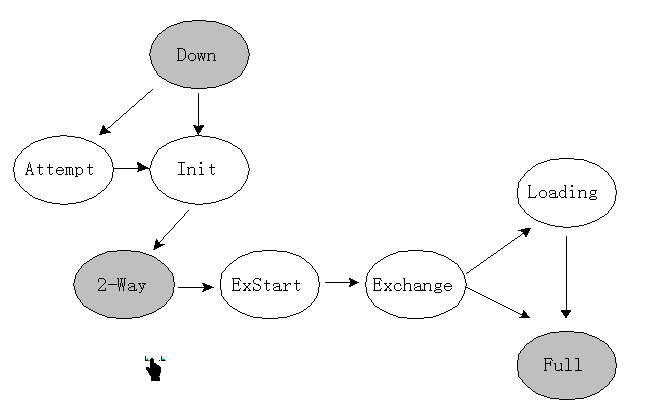 Down
Attempt
Init
Loading
2-Way
ExStart
Exchange
Full